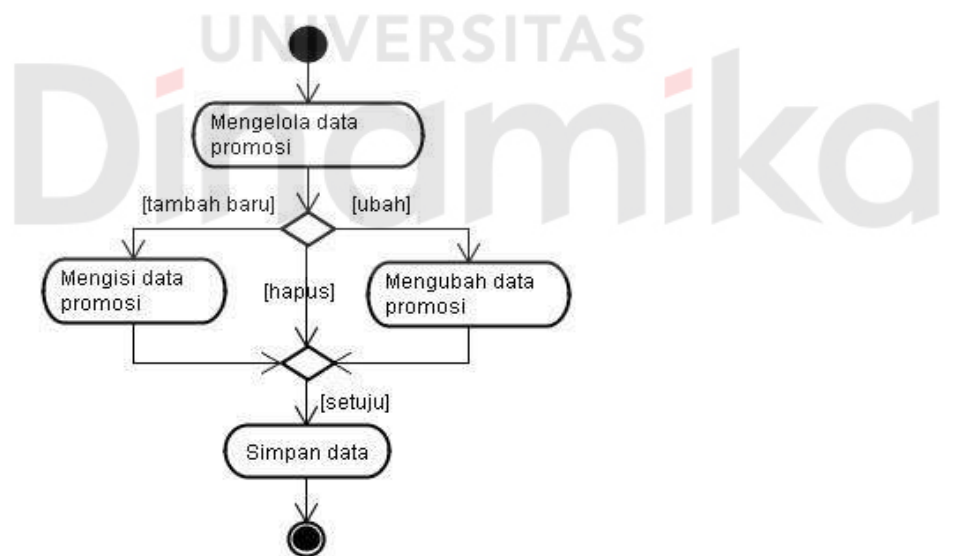 UNIVERSITAS
Dinamika
Mengelola data
promosi
[tambah baru]
[ubah]
Mengisi data
promosi
[hapus]
Mengubah data
promosi
[setuju]
Simpan data